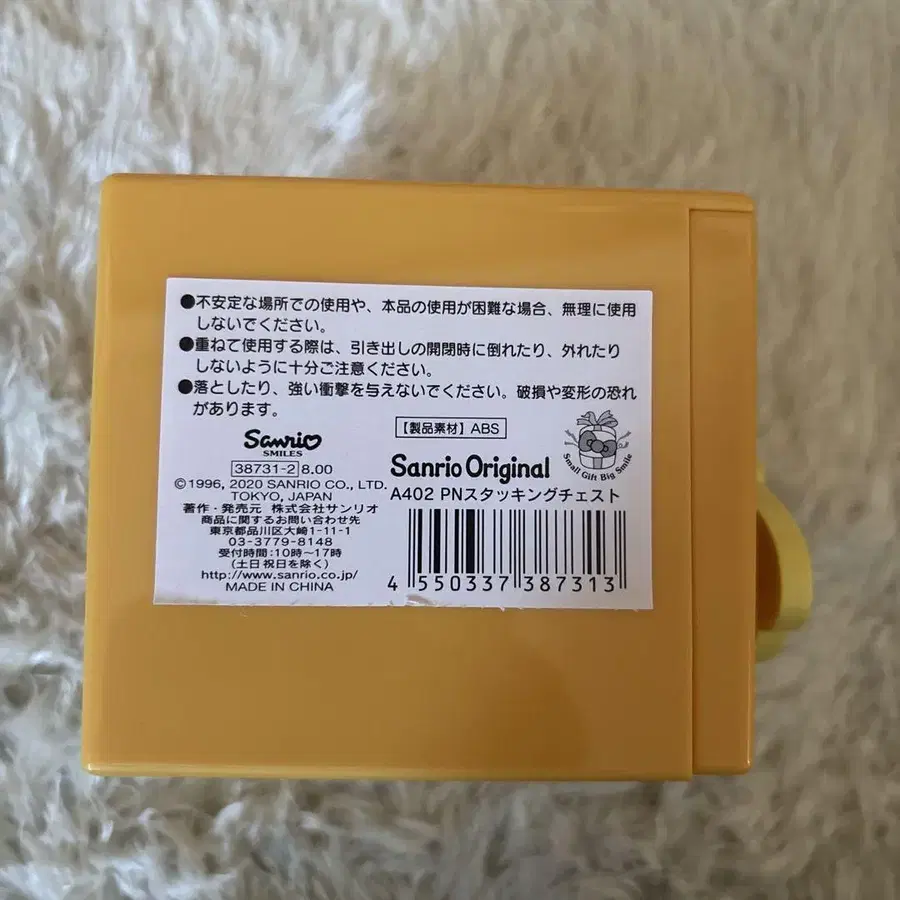 ●不安定な場所での使用や、本品の使用が困難な場合、無理に使用
しないでください。
●重ねて使用する際は、引き出しの開閉時に倒れたり、外れたり
しないように十分ご注意ください。
●落としたり、強い衝撃を与えないでください。破損や変形の恐れ
があります。
Sanrio
SMILES
38731-2 8.00
©1996, 2020 SANRIO CO., LTD.
TOKYO, JAPAN
著作・発売元 株式会社サンリオ
商品に関するお問い合わせ先
東京都品川区大崎1-11-1
03-3779-8148
受付時間:10時~17時
(土日祝日を除く)
http://www.sanrio.co.jp/
MADE IN CHINA
【製品素材】ABS
Small Gift Big Smile
Sanrio Original
A402 PNスタッキングチェスト
4 550337 387313